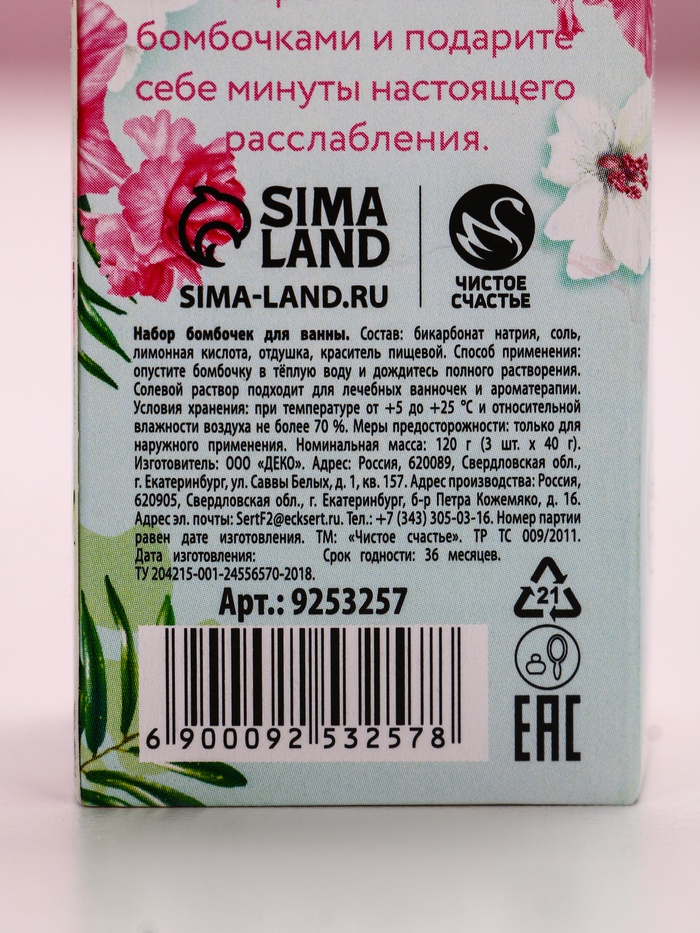 бомбочками и подарите
себе минуты настоящего
расслабления.
SIMA
LAND
SIMA-LAND.RU
ЧИСТОЕ
СЧАСТЬЕ
Набор бомбочек для ванны. Состав: бикарбонат натрия, соль,
лимонная кислота, отдушка, краситель пищевой. Способ применения:
опустите бомбочку в тёплую воду и дождитесь полного растворения.
Солевой раствор подходит для лечебных ванночек и ароматерапии.
Условия хранения: при температуре от +5 до +25 °C и относительной
влажности воздуха не более 70 %. Меры предосторожности: только для
наружного применения. Номинальная масса: 120 г (3 шт. х 40 г).
Изготовитель: ООО «ДЕКО». Адрес: Россия, 620089, Свердловская обл.,
г. Екатеринбург, ул. Саввы Белых, д. 1, кв. 157. Адрес производства: Россия,
620905, Свердловская обл., г. Екатеринбург, б-р Петра Кожемяко, д. 16.
Адрес эл. почты: SertF2@ecksert.ru. Тел.: +7 (343) 305-03-16. Номер партии
равен дате изготовления. ТМ: «Чистое счастье». ТР ТС 009/2011.
Дата изготовления: Срок годности: 36 месяцев.
ТУ 204215-001-24556570-2018.
Арт.: 9253257
21
6 900092 532578
EAC